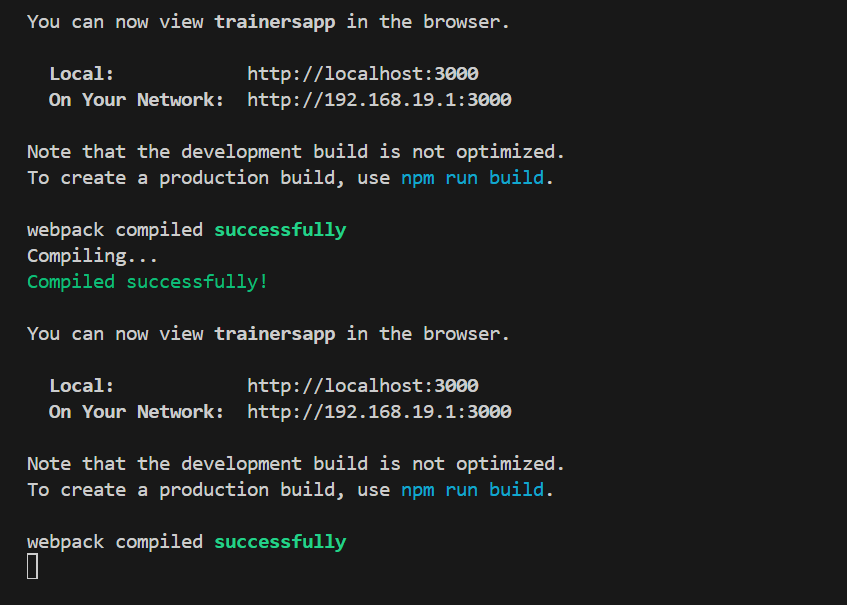 You can now view trainersapp in the browser.
Local: http://localhost:3000
On Your Network: http://192.168.19.1:3000
Note that the development build is not optimized.
To create a production build, use npm run build.
webpack compiled successfully
Compiling...
Compiled successfully!
You can now view trainersapp in the browser.
Local: http://localhost:3000
On Your Network: http://192.168.19.1:3000
Note that the development build is not optimized.
To create a production build, use npm run build.
webpack compiled successfully